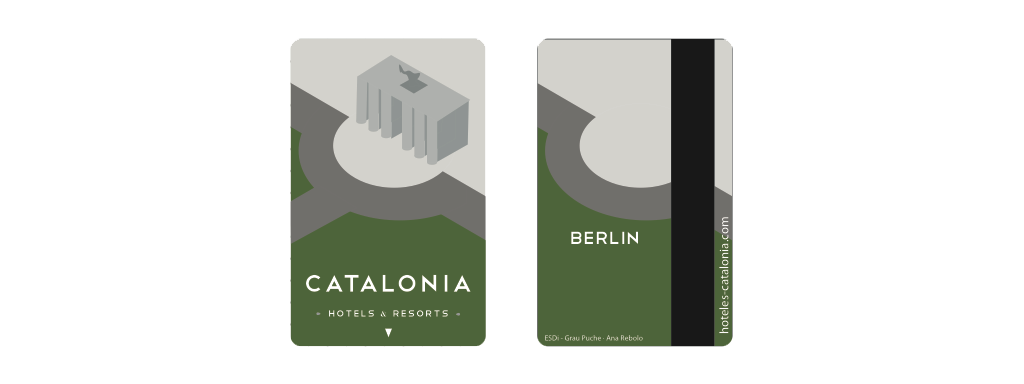 CATALONIA
- HOTELS & RESORTS -
BERLIN
hoteles-catalonia.com
ESDi - Grau Puche · Ana Rebolo